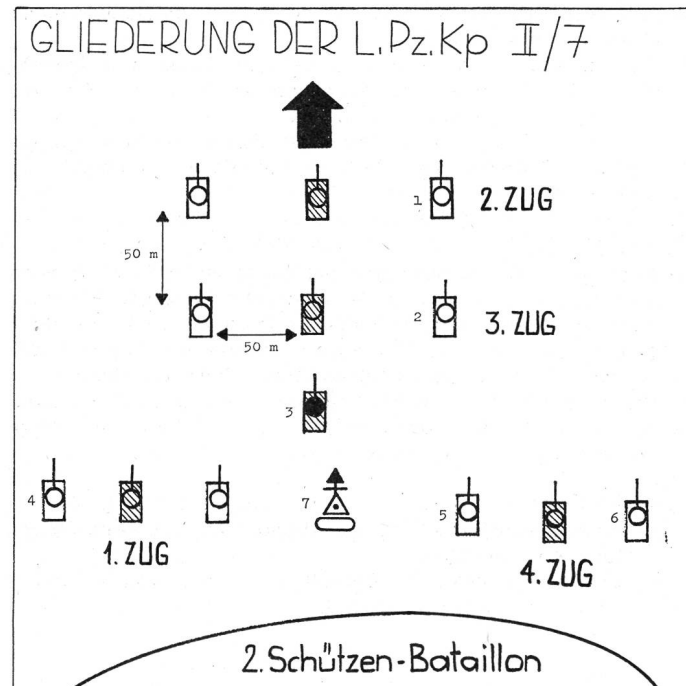 GLIEDERUNG DER L.Pz.Kp II/7
1
2. ZUG
50 m
2
3. ZUG
50 m
3
4
7
5
6
1. ZUG
4. ZUG
2. Schützen-Bataillon